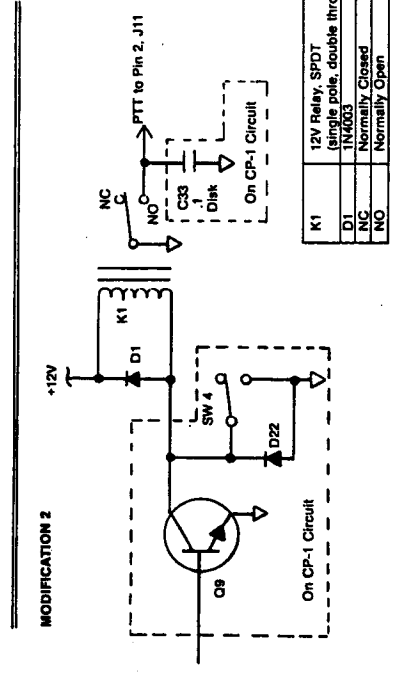 MODIFICATION 2
+12V
D1
K1
NC
NO
PTT to Pin 2, J11
C33
.1
Disk
On CP-1 Circuit
Q9
SW 4
D22
On CP-1 Circuit
K1 12V Relay, SPDT
(single pole, double thro
D1 1N4003
NC Normally Closed
NO Normally Open